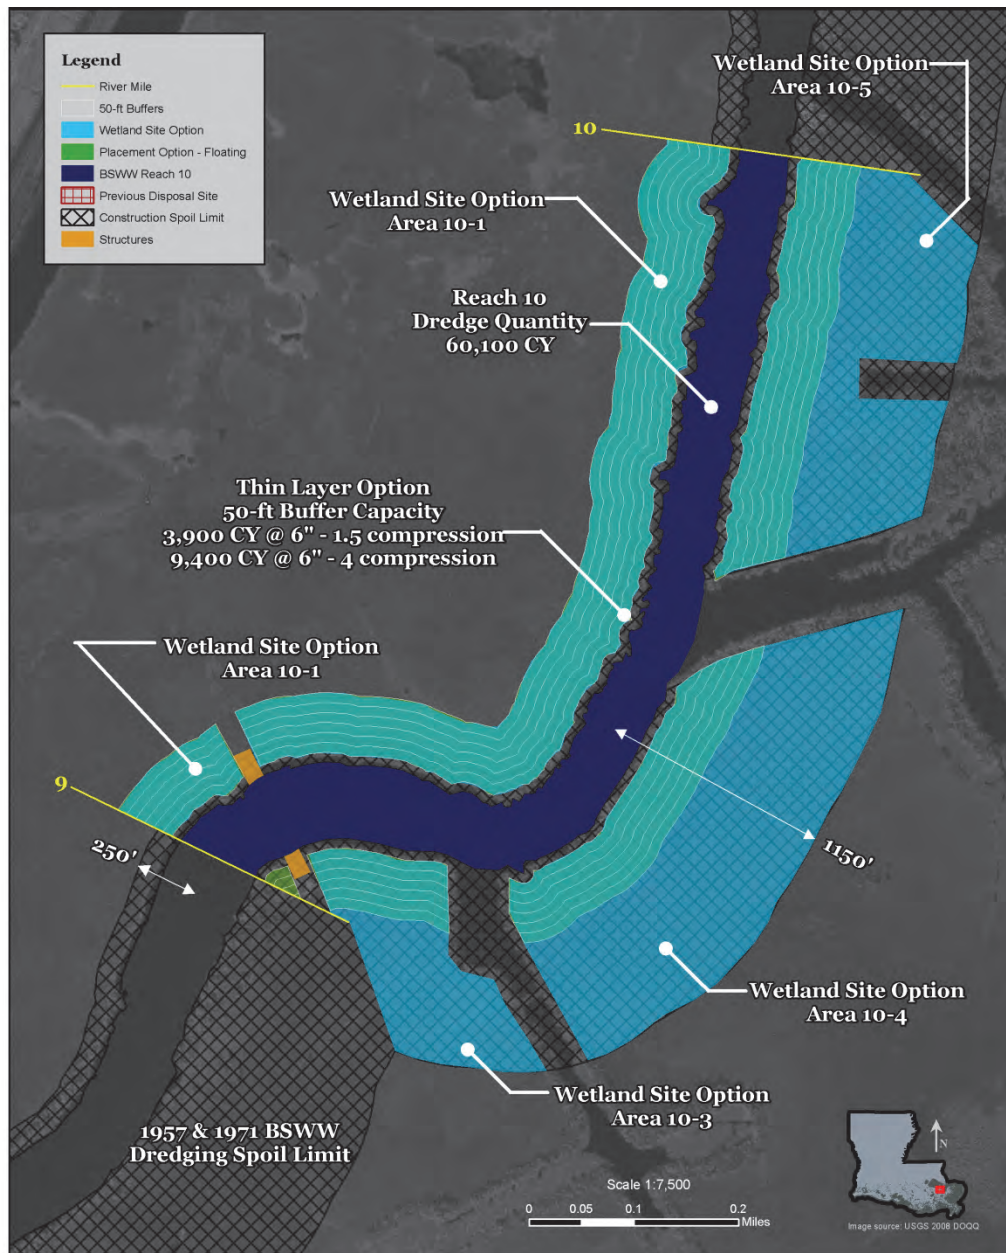 Legend
River Mile
50-ft Buffers
Wetland Site Option
Placement Option - Floating
BSWW Reach 10
Previous Disposal Site
Construction Spoil Limit
Structures
Wetland Site Option
Area 10-5
10
Wetland Site Option
Area 10-1
Reach 10
Dredge Quantity
60,100 CY
Thin Layer Option
50-ft Buffer Capacity
3,900 CY @ 6" - 1.5 compression
9,400 CY @ 6" - 4 compression
Wetland Site Option
Area 10-1
9
250'
1150'
Wetland Site Option
Area 10-4
Wetland Site Option
Area 10-3
1957 & 1971 BSWW
Dredging Spoil Limit
Scale 1:7,500
0 0.05 0.1 0.2
Miles
N
Image source: USGS 2008 DOQQ